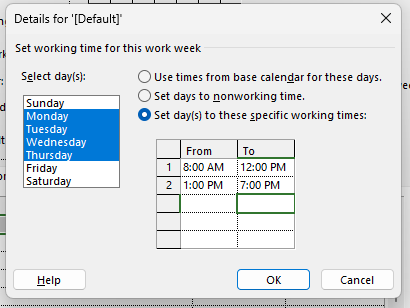 Details for '[Default]'
Set working time for this work week
Select day(s):
Sunday
Monday
Tuesday
Wednesday
Thursday
Friday
Saturday
Use times from base calendar for these days.
Set days to nonworking time.
Set day(s) to these specific working times:
From To
1 8:00 AM 12:00 PM
2 1:00 PM 7:00 PM
Help OK Cancel